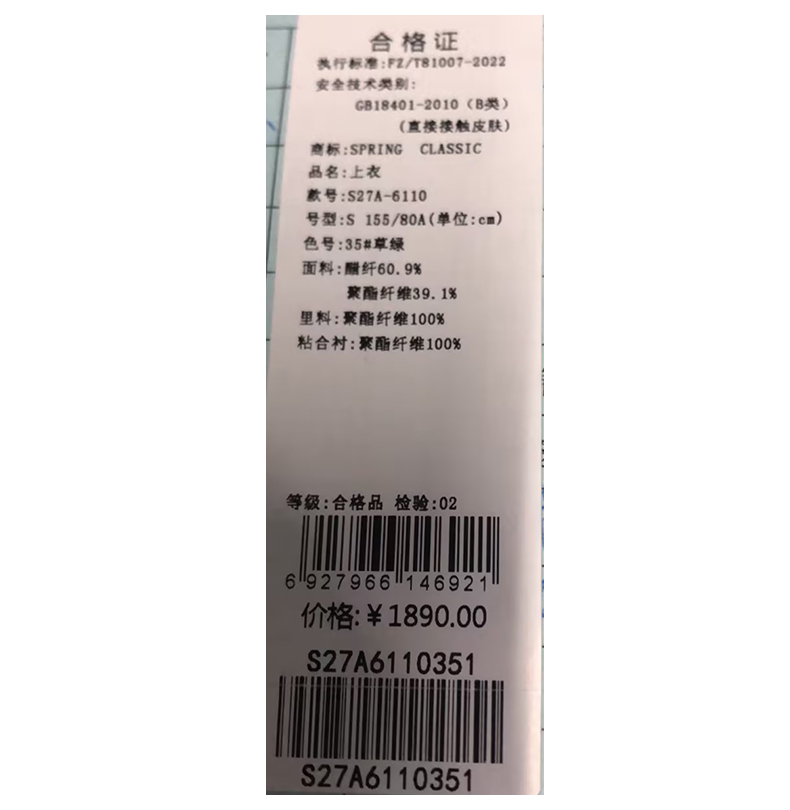 合格证
执行标准:FZ/T81007-2022
安全技术类别:
GB18401-2010（B类）
(直接接触皮肤)
商标:SPRING CLASSIC
品名:上衣
款号:S27A-6110
号型:S 155/80A(单位:cm)
色号:35#草绿
面料:醋纤60.9%
聚酯纤维39.1%
里料:聚酯纤维100%
粘合衬:聚酯纤维100%
等级:合格品 检验:02
6 927966 146921
价格:¥1890.00
S27A6110351
S27A6110351